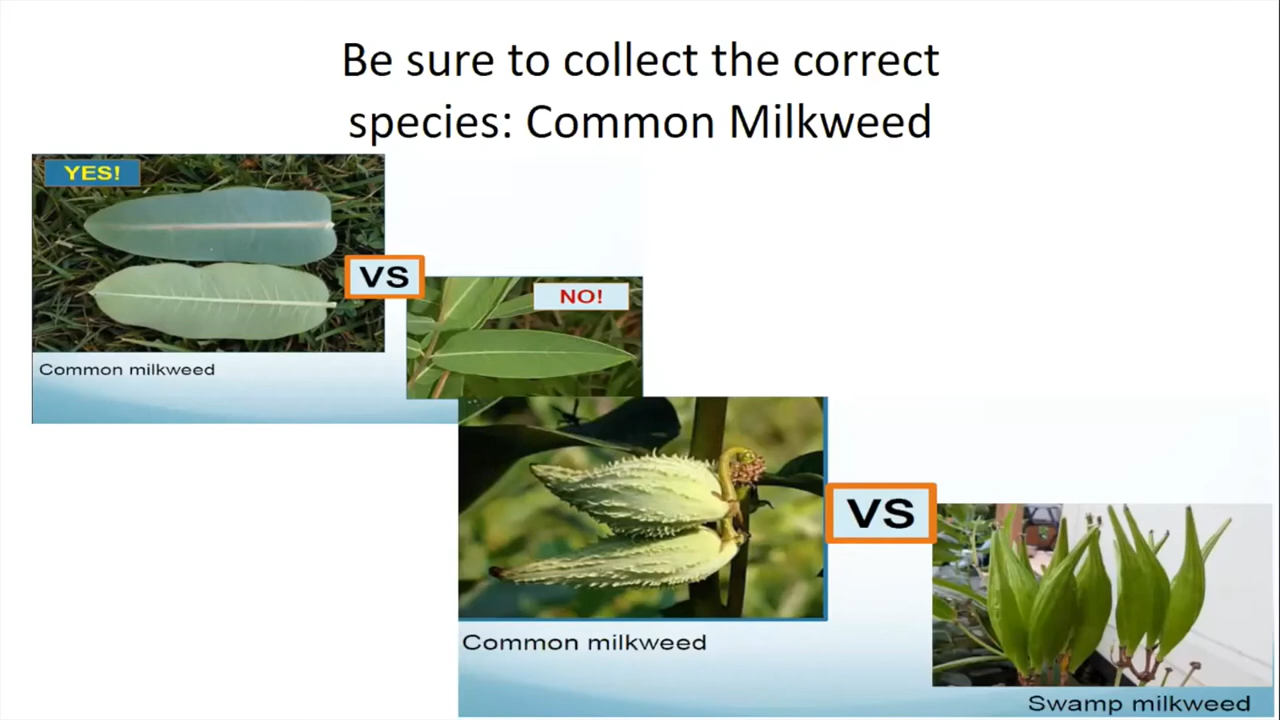 Be sure to collect the correct
species: Common Milkweed
YES!
VS
NO!
Common milkweed
VS
Common milkweed
Swamp milkweed